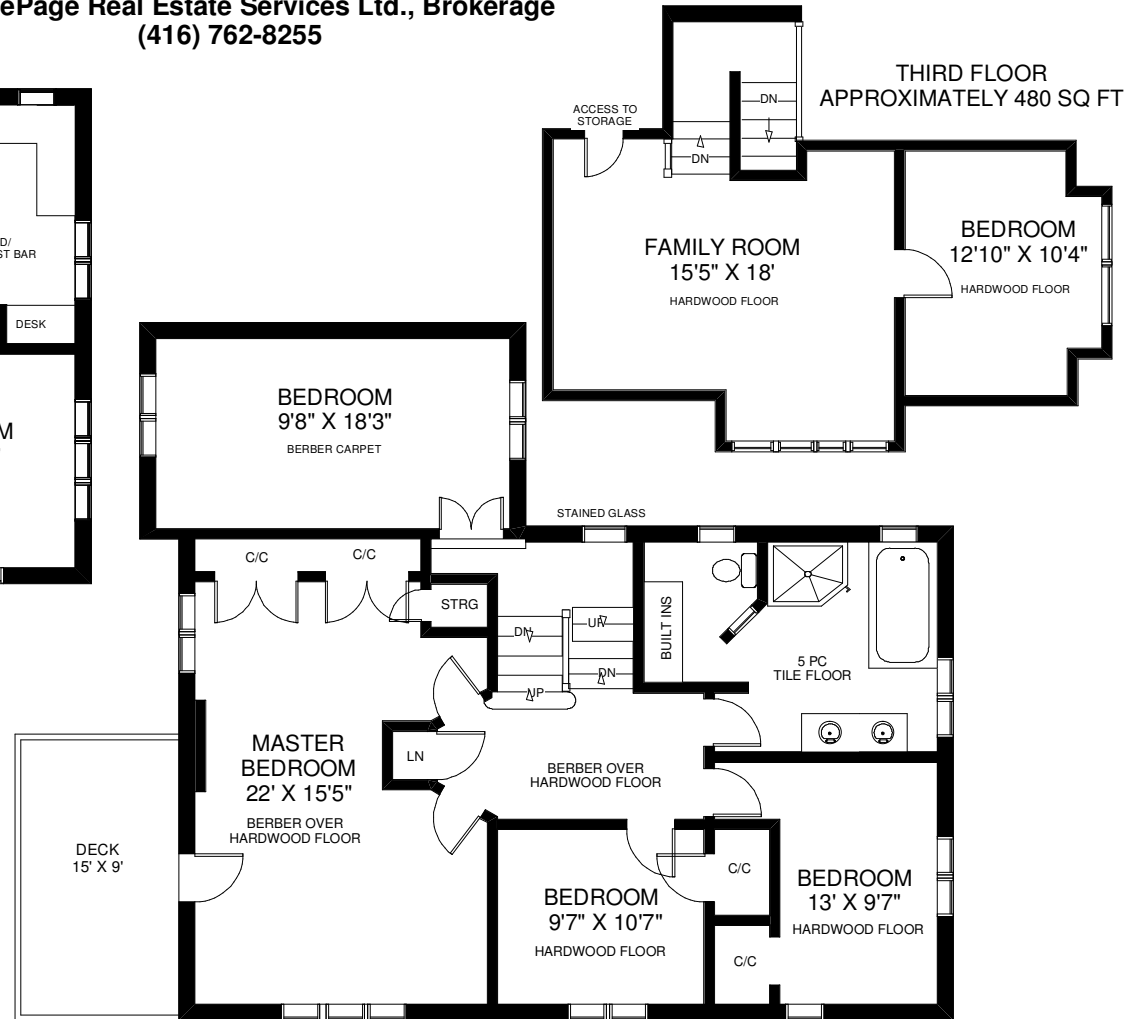 ePage Real Estate Services Ltd., Brokerage
(416) 762-8255
THIRD FLOOR
APPROXIMATELY 480 SQ FT
ACCESS TO
STORAGE
DN
DN
FAMILY ROOM
15'5" X 18'
HARDWOOD FLOOR
BEDROOM
12'10" X 10'4"
HARDWOOD FLOOR
D/
ST BAR
DESK
M
BEDROOM
9'8" X 18'3"
BERBER CARPET
STAINED GLASS
C/C
C/C
STRG
DN
UP
DN
UP
BUILT INS
5 PC
TILE FLOOR
MASTER
BEDROOM
22' X 15'5"
BERBER OVER
HARDWOOD FLOOR
LN
BERBER OVER
HARDWOOD FLOOR
DECK
15' X 9'
BEDROOM
9'7" X 10'7"
HARDWOOD FLOOR
C/C
C/C
BEDROOM
13' X 9'7"
HARDWOOD FLOOR